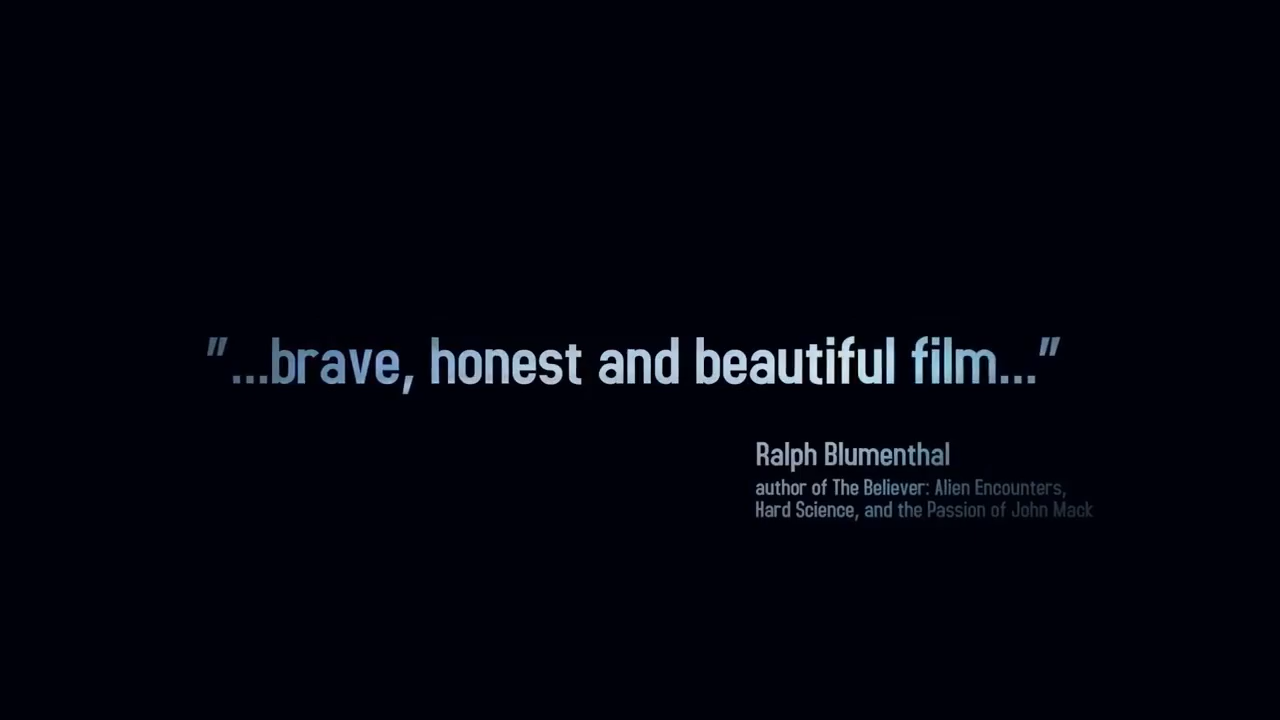 "...brave, honest and beautiful film..."
Ralph Blumenthal
author of The Believer: Alien Encounters,
Hard Science, and the Passion of John Mack